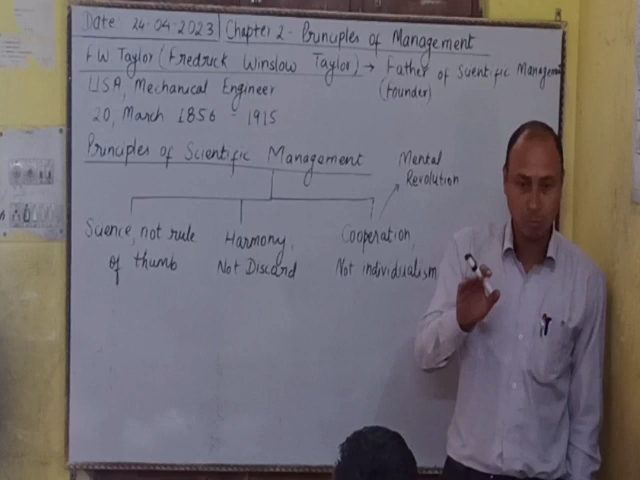 Date: 24-04-2023 | Chapter 2 - Principles of Management
F.W Taylor (Fredrick Winslow Taylor) → Father of Scientific Managemen
(Founder)
USA, Mechanical Engineer
20, March 1856 - 1915
Principles of Scientific Management
Mental
Revolution
Science, not rule
of thumb
Harmony,
Not Discard
Cooperation,
Not individualism